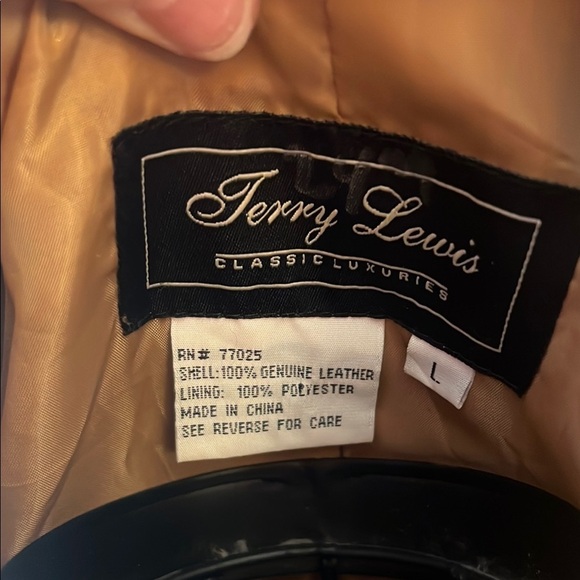 Terry Lewis
CLASSIC LUXURIES
L
RN# 77025
SHELL:100% GENUINE LEATHER
LINING: 100% POLYESTER
MADE IN CHINA
SEE REVERSE FOR CARE